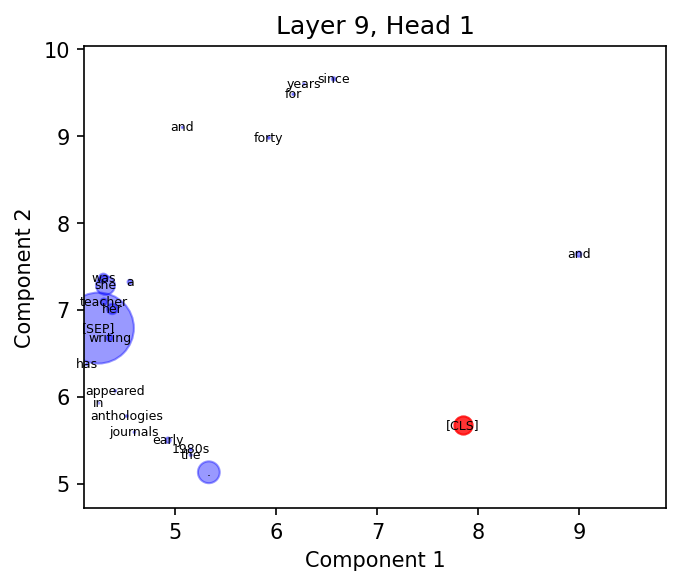 Layer 9, Head 1
10
9
8
7
6
5
Component 2
since
years
for
and
forty
and
was
she
a
teacher
her
[SEP]
writing
has
appeared
in
anthologies
journals
early
1980s
the
.
[CLS]
5
6
7
8
9
Component 1